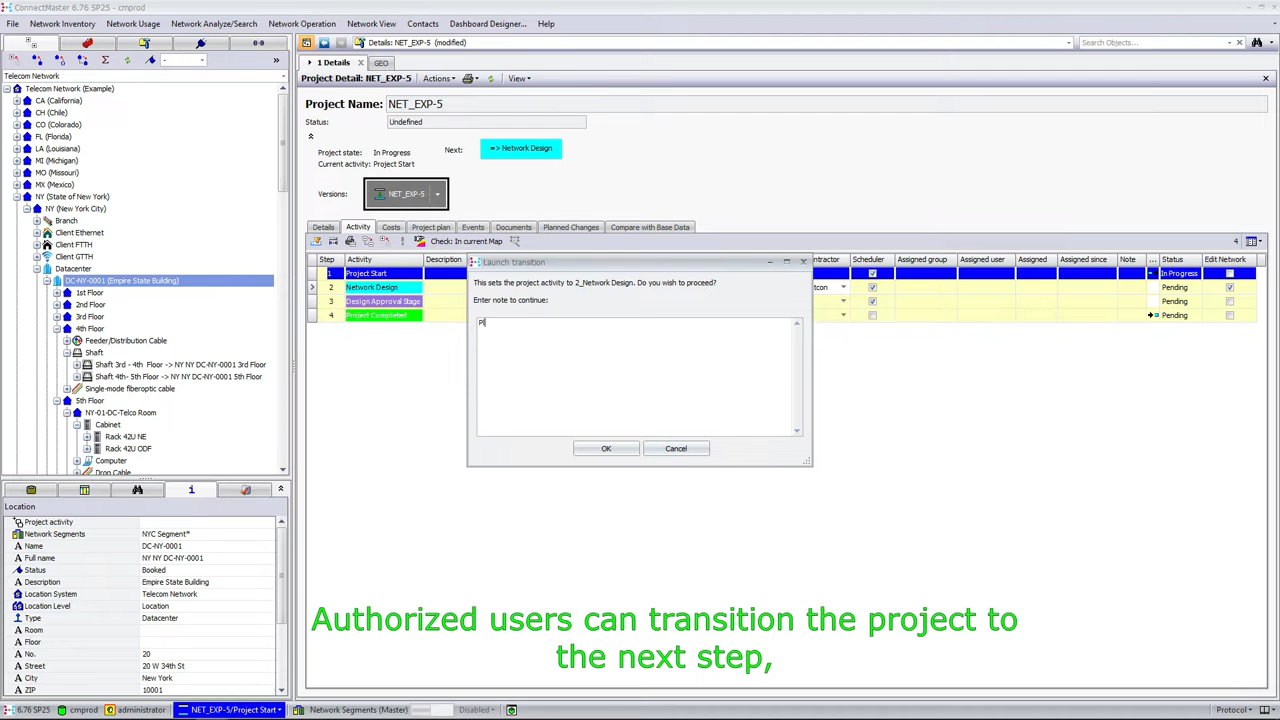 ConnectMaster 6.76 SP25 - cmprod
File Network Inventory Network Usage Network Analyze/Search Network Operation Network View Contacts Dashboard Designer... Help
Details: NET_EXP-5 (modified)
Search Objects...
1 Details GEO
Telecom Network
Project Detail: NET_EXP-5 Actions View
Telecom Network (Example)
CA (California)
CH (Chile)
CO (Colorado)
FL (Florida)
LA (Louisiana)
MI (Michigan)
MO (Missouri)
MX (Mexico)
NY (State of New York)
NY (New York City)
Branch
Client Ethernet
Client FTTH
Client GTTH
Datacenter
DC-NY-0001 (Empire State Building)
1st Floor
2nd Floor
3rd Floor
4th Floor
Feeder/Distribution Cable
Shaft
Shaft 3rd - 4th Floor -> NY NY DC-NY-0001 3rd Floor
Shaft 4th- 5th Floor -> NY NY DC-NY-0001 5th Floor
Single-mode fiberoptic cable
5th Floor
NY-01-DC-Telco Room
Cabinet
Rack 42U NE
Rack 42U ODF
Computer
Drop Cable
Project Name: NET_EXP-5
Status: Undefined
Project state: In Progress Next: => Network Design
Current activity: Project Start
Versions: NET_EXP-5
Details Activity Costs Project plan Events Documents Planned Changes Compare with Base Data
Check: In current Map 4
Step Activity Description tractor Scheduler Assigned group Assigned user Assigned since Note ... Status Edit Network
1 Project Start In Progress
2 Network Design tcon Pending
3 Design Approval Stage Pending
4 Project Completed Pending
Launch transition
This sets the project activity to 2_Network Design. Do you wish to proceed?
Enter note to continue:
Pl
OK Cancel
Location
Project activity
Network Segments NYC Segment*
Name DC-NY-0001
Full name NY NY DC-NY-0001
Status Booked
Description Empire State Building
Location System Telecom Network
Location Level Location
Type Datacenter
Room
Floor
No. 20
Street 20 W 34th St
City New York
ZIP 10001
Authorized users can transition the project to
the next step,
6.76 SP25 cmprod administrator NET_EXP-5/Project Start Network Segments (Master) Disabled Protocol